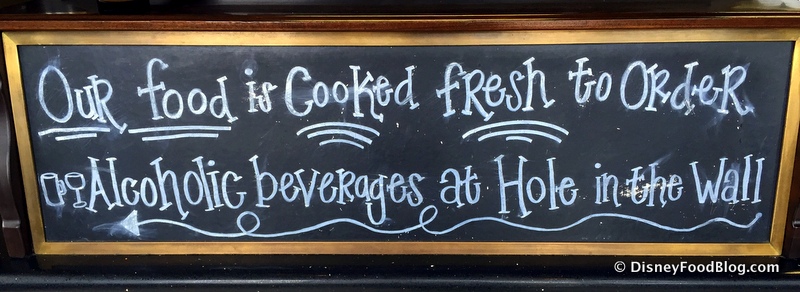 Our food is Cooked fresh to Order
Alcoholic beverages at Hole in the Wall
© DisneyFoodBlog.com